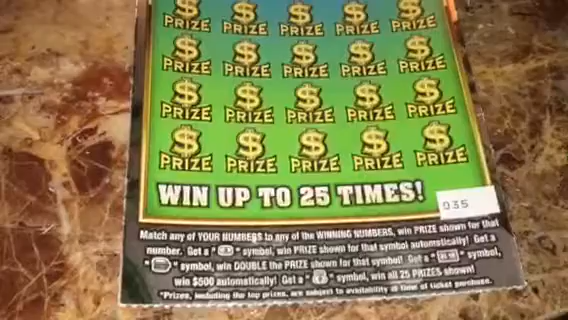 $ $ $ $ $
PRIZE PRIZE PRIZE PRIZE PRIZE
$ $ $ $ $
PRIZE PRIZE PRIZE PRIZE PRIZE
$ $ $ $ $
PRIZE PRIZE PRIZE PRIZE PRIZE
$ $ $ $ $
PRIZE PRIZE PRIZE PRIZE PRIZE
WIN UP TO 25 TIMES!
035
Match any of YOUR NUMBERS to any of the WINNING NUMBERS, win PRIZE shown for that
number. Get a " " symbol, win PRIZE shown for that symbol automatically! Get a
" " symbol, win DOUBLE the PRIZE shown for that symbol! Get a " " symbol,
win $500 automatically! Get a " " symbol, win all 25 PRIZES shown!
*Prizes, including the top prizes, are subject to availability at time of ticket purchase.